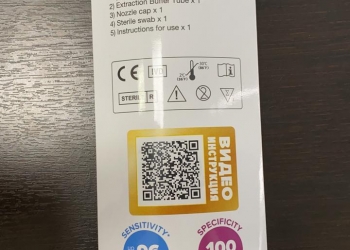 2) Extraction Buffer Tube x 1
3) Nozzle cap x 1
4) Sterile swab x 1
5) Instructions for use x 1
CE IVD
STERILE R
ВИДЕО
ИНСТРУКЦИЯ
SENSITIVITY*
SPECIFICITY
96
100